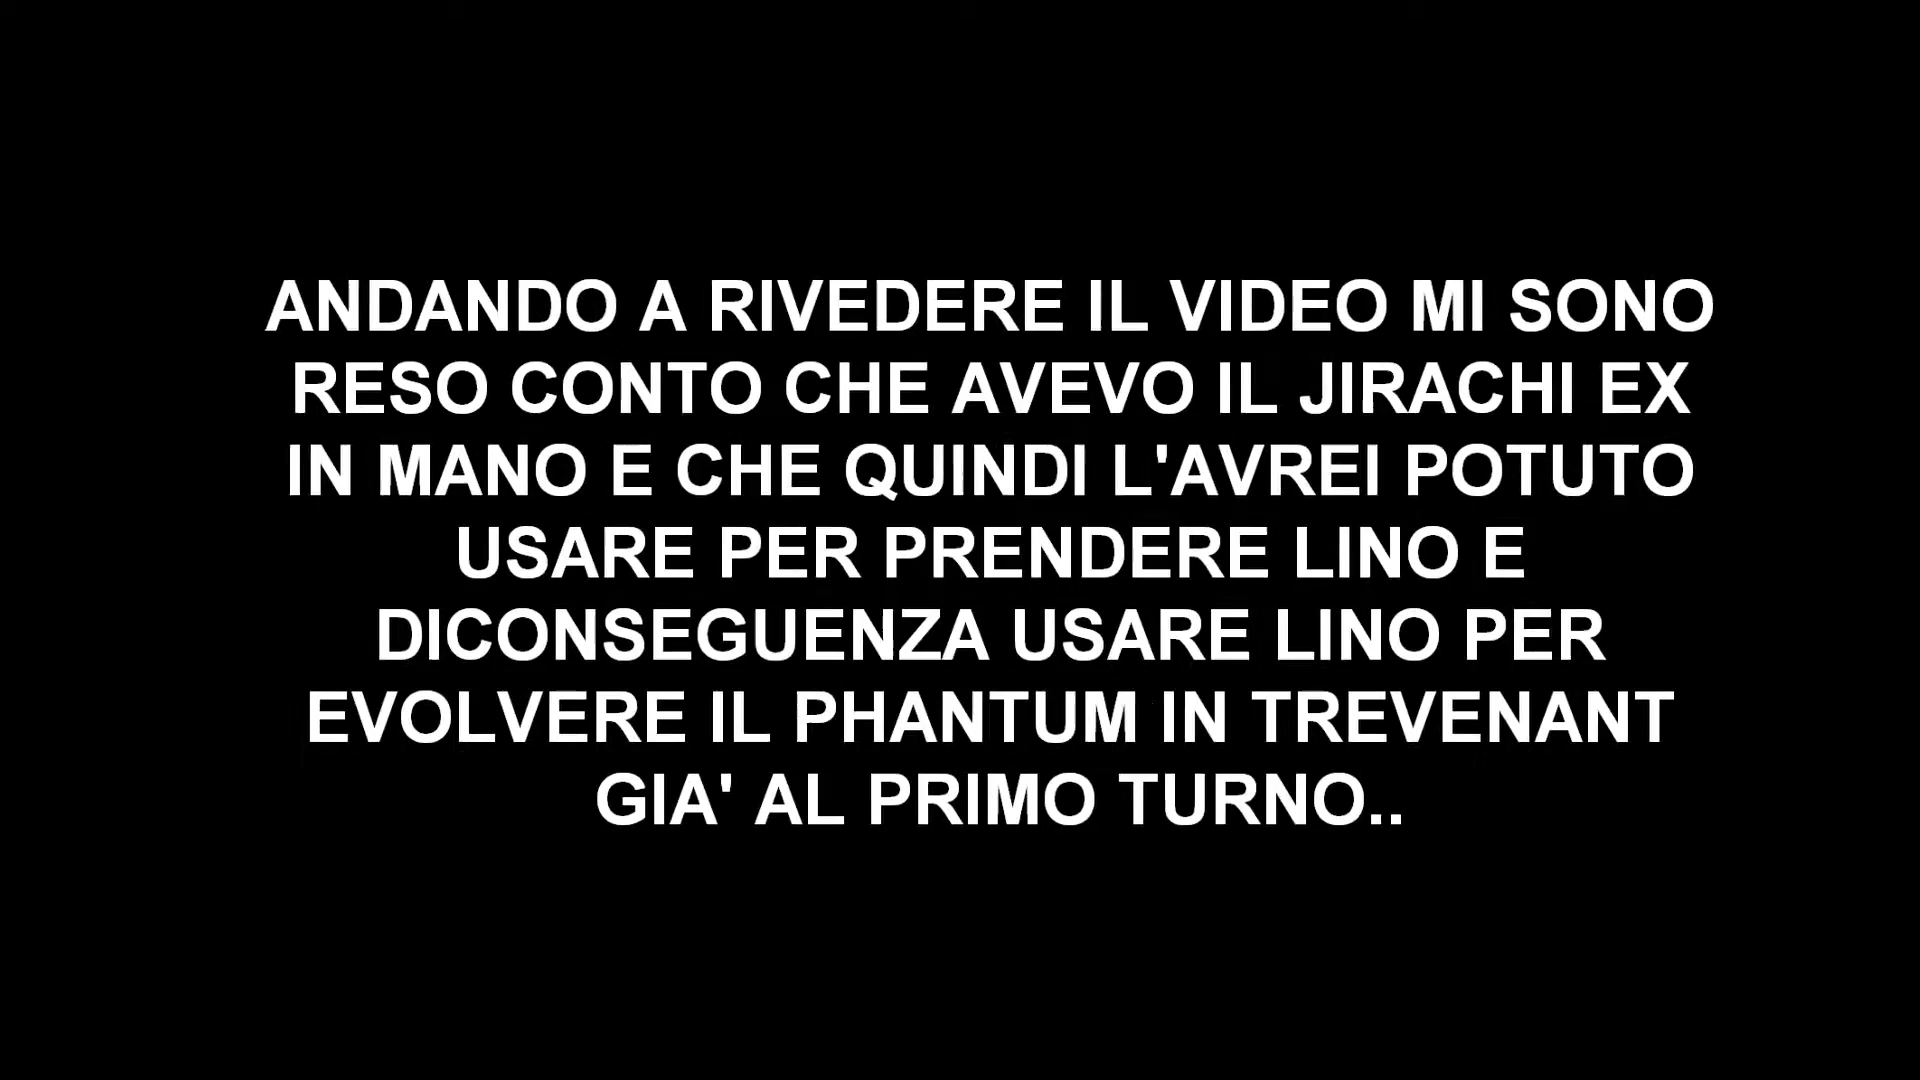 ANDANDO A RIVEDERE IL VIDEO MI SONO
RESO CONTO CHE AVEVO IL JIRACHI EX
IN MANO E CHE QUINDI L'AVREI POTUTO
USARE PER PRENDERE LINO E
DICONSEGUENZA USARE LINO PER
EVOLVERE IL PHANTUM IN TREVENANT
GIA' AL PRIMO TURNO..